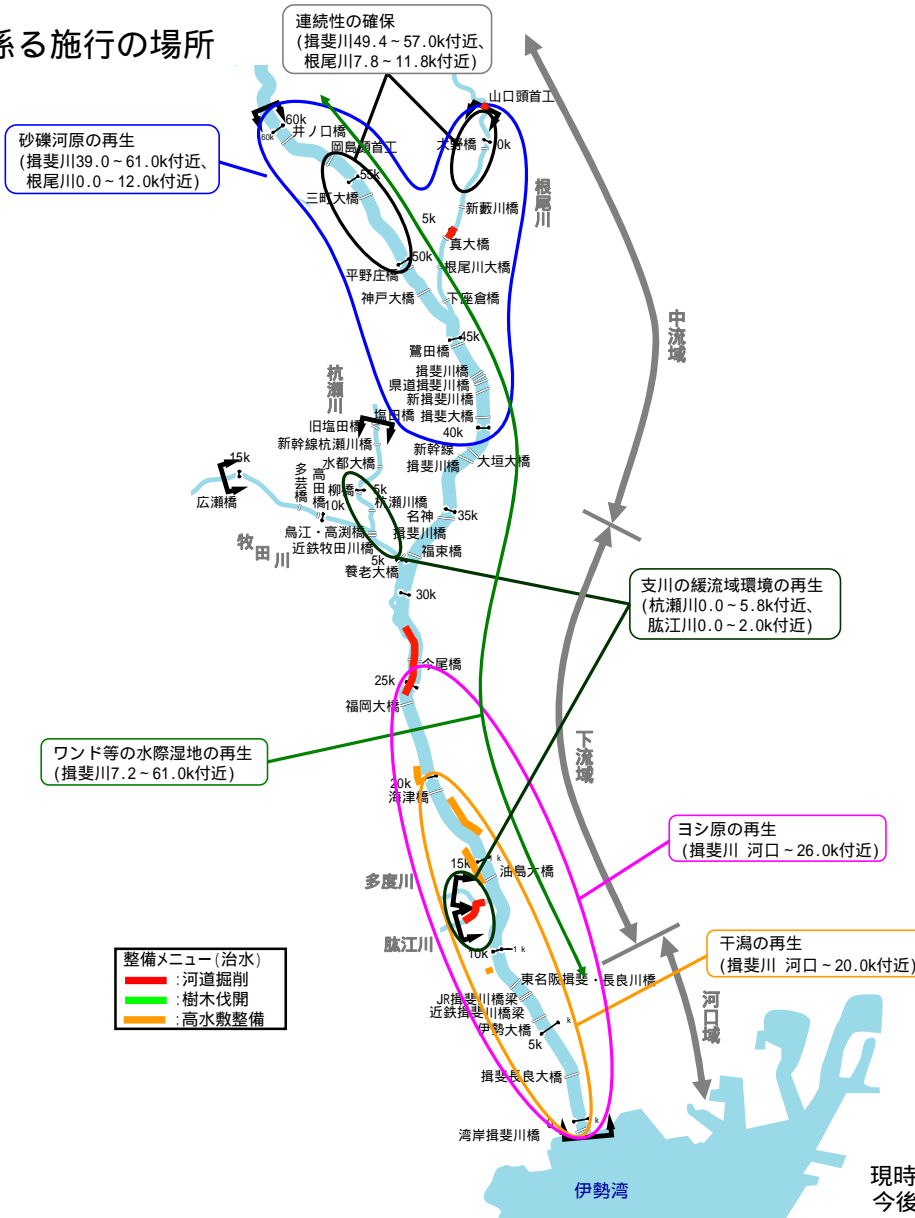 係る施行の場所
連続性の確保
(揖斐川49.4~57.0k付近、
根尾川7.8~11.8k付近)
砂礫河原の再生
(揖斐川39.0~61.0k付近、
根尾川0.0~12.0k付近)
山口頭首工
60k
60k
井ノ口橋
岡島頭首工
大野橋
55k
三町大橋
根尾川
新藪川橋
5k
真大橋
50k
平野庄橋
根尾川大橋
神戸大橋
下座倉橋
中流域
45k
鷺田橋
揖斐川橋
県道揖斐川橋
新揖斐川橋
杭瀬川
塩田橋
揖斐大橋
旧塩田橋
40k
新幹線杭瀬川橋
新幹線
揖斐川橋
大垣大橋
水都大橋
15k
広瀬橋
多芸橋
高田橋
柳橋
5k
10k
杭瀬川橋
35k
名神
揖斐川橋
烏江・高渕橋
牧田川
近鉄牧田川橋
福東橋
5k
養老大橋
30k
支川の緩流域環境の再生
(杭瀬川0.0~5.8k付近、
肱江川0.0~2.0k付近)
今尾橋
25k
福岡大橋
ワンド等の水際湿地の再生
(揖斐川7.2~61.0k付近)
下流域
20k
海津橋
ヨシ原の再生
(揖斐川 河口~26.0k付近)
15k
油島大橋
多度川
肱江川
10k
干潟の再生
(揖斐川 河口~20.0k付近)
整備メニュー(治水)
:河道掘削
:樹木伐開
:高水敷整備
東名阪揖斐・長良川橋
JR揖斐川橋梁
近鉄揖斐川橋梁
伊勢大橋
5k
河口域
揖斐長良大橋
湾岸揖斐川橋
伊勢湾
現時
今後